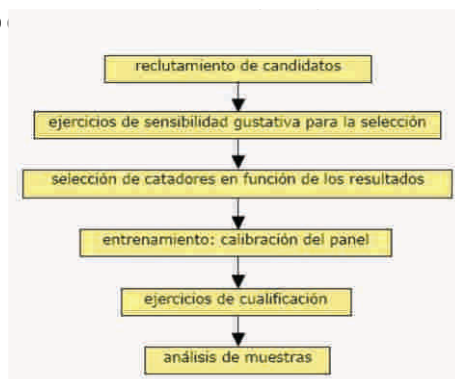 reclutamiento de candidatos
ejercicios de sensibilidad gustativa para la selección
selección de catadores en función de los resultados
entrenamiento: calibración del panel
ejercicios de cualificación
análisis de muestras